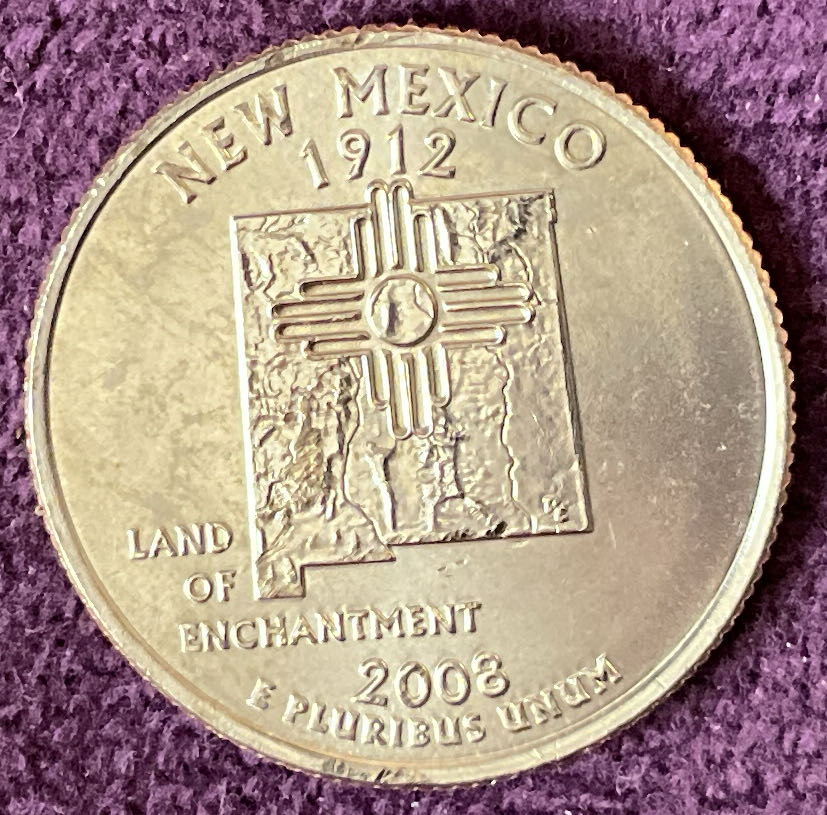 NEW MEXICO
1912
LAND
OF
ENCHANTMENT
2008
E PLURIBUS UNUM